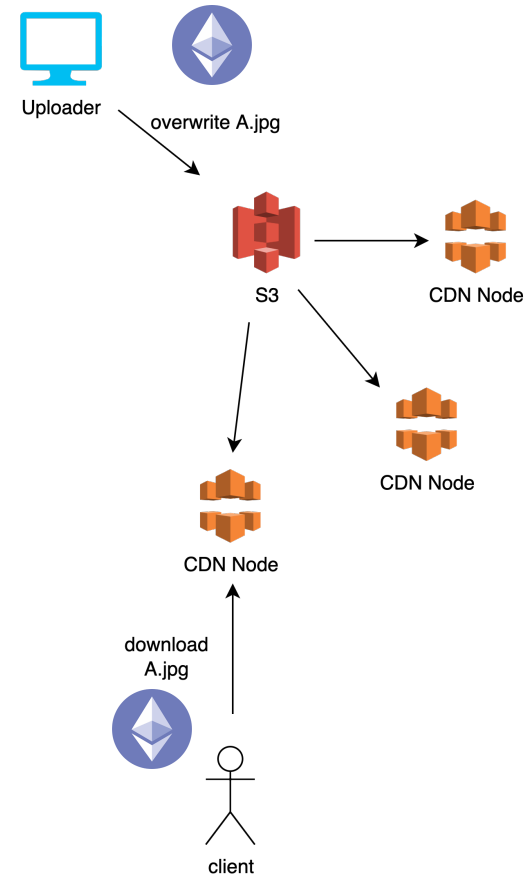 Uploader
overwrite A.jpg
S3
CDN Node
CDN Node
CDN Node
download
A.jpg
client